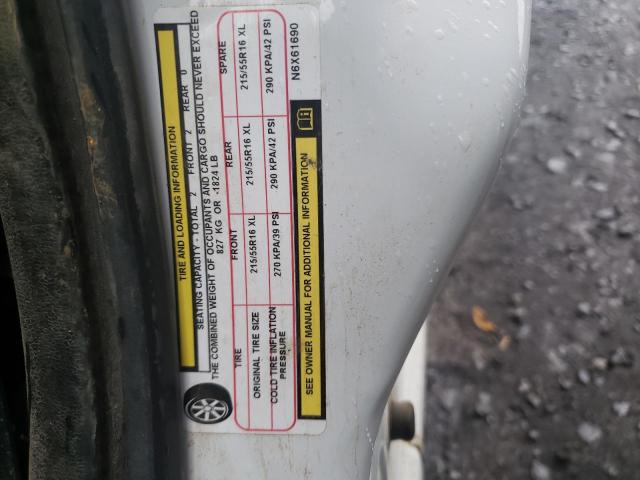 TIRE AND LOADING INFORMATION
SEATING CAPACITY - TOTAL 2 FRONT 2 REAR 0
THE COMBINED WEIGHT OF OCCUPANTS AND CARGO SHOULD NEVER EXCEED
827 KG OR -1824 LB
TIRE FRONT REAR SPARE
ORIGINAL TIRE SIZE 215/55R16 XL 215/55R16 XL 215/55R16 XL
COLD TIRE INFLATION PRESSURE 270 KPA/39 PSI 290 KPA/42 PSI 290 KPA/42 PSI
SEE OWNER MANUAL FOR ADDITIONAL INFORMATION
N6X61690